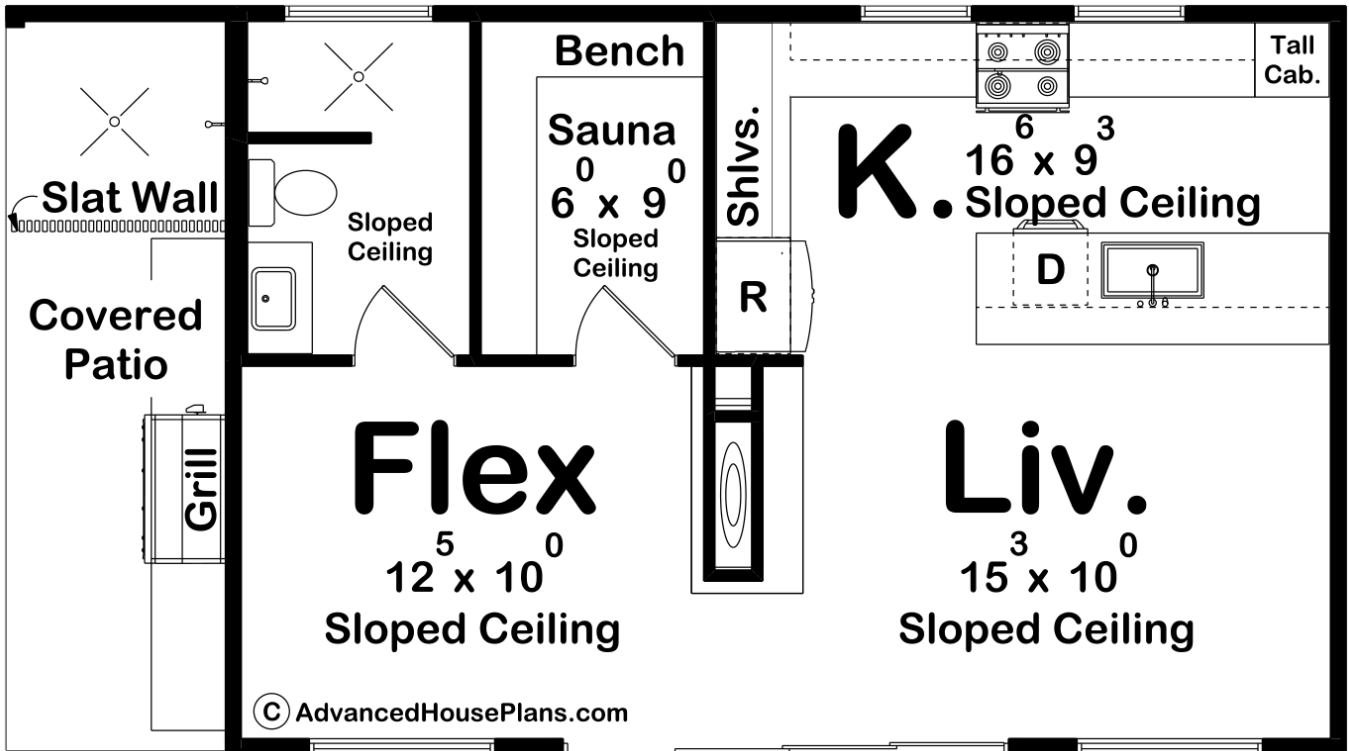 Bench
Tall
Cab.
Sauna
6⁰ x 9⁰
Sloped
Ceiling
Shlvs.
K.
16⁶ x 9³
Sloped Ceiling
Slat Wall
Sloped
Ceiling
R
D
Covered
Patio
Grill
Flex
12⁵ x 10⁰
Sloped Ceiling
Liv.
15³ x 10⁰
Sloped Ceiling
© AdvancedHousePlans.com